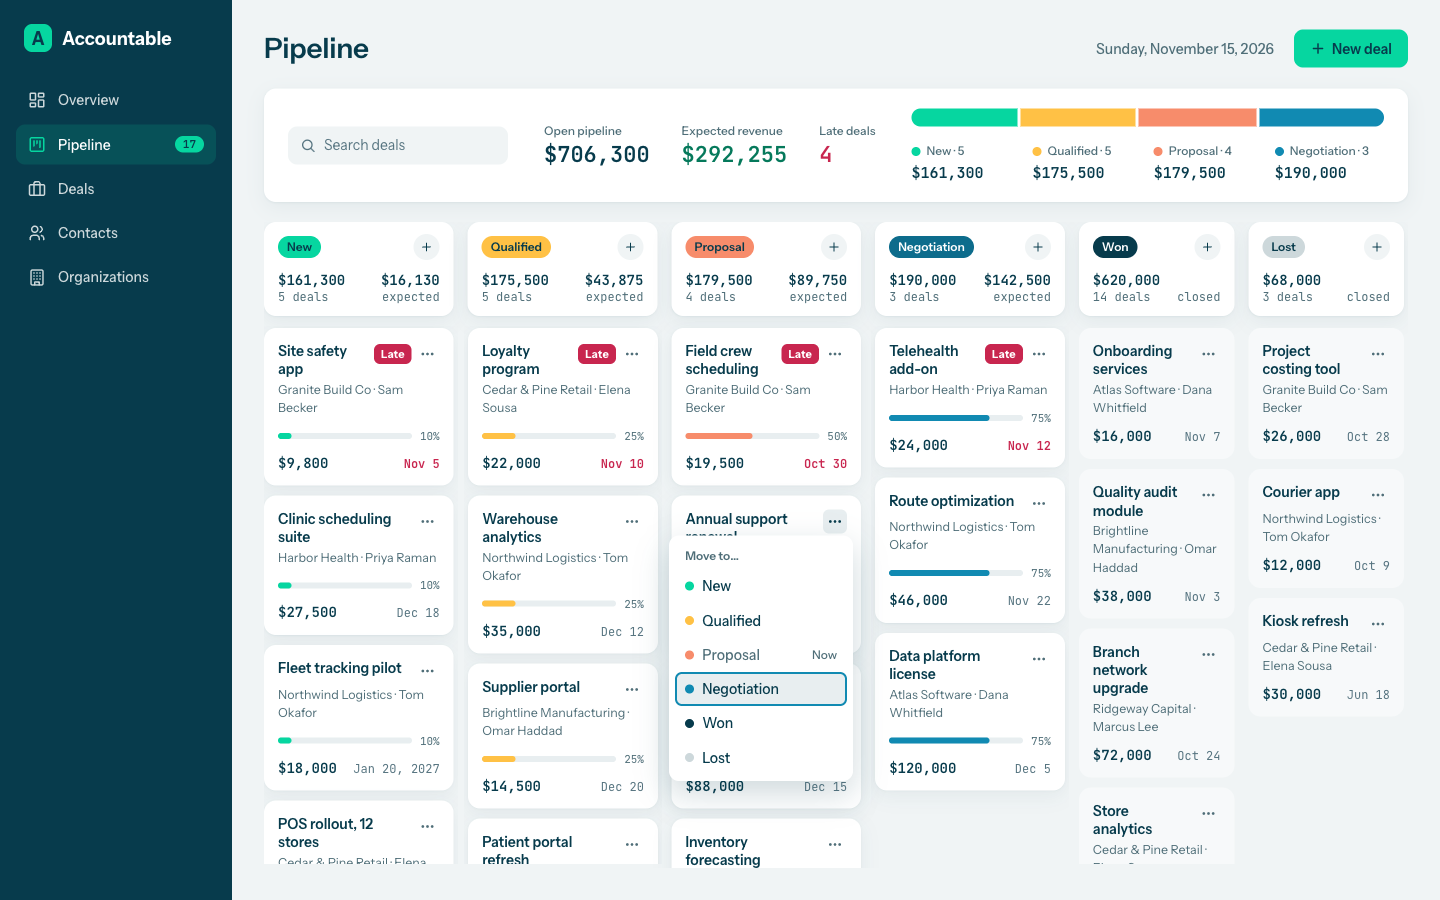 A Accountable
Overview
Pipeline 17
Deals
Contacts
Organizations
Pipeline
Sunday, November 15, 2026
+ New deal
Search deals
Open pipeline
$706,300
Expected revenue
$292,255
Late deals
4
New · 5
$161,300
Qualified · 5
$175,500
Proposal · 4
$179,500
Negotiation · 3
$190,000
New
$161,300 $16,130
5 deals expected
Site safety
app
Late
Granite Build Co · Sam
Becker
10%
$9,800 Nov 5
Clinic scheduling
suite
Harbor Health · Priya Raman
10%
$27,500 Dec 18
Fleet tracking pilot
Northwind Logistics · Tom
Okafor
10%
$18,000 Jan 20, 2027
POS rollout, 12
stores
Cedar & Pine Retail · Elena
Qualified
$175,500 $43,875
5 deals expected
Loyalty
program
Late
Cedar & Pine Retail · Elena
Sousa
25%
$22,000 Nov 10
Warehouse
analytics
Northwind Logistics · Tom
Okafor
25%
$35,000 Dec 12
Supplier portal
Brightline Manufacturing ·
Omar Haddad
25%
$14,500 Dec 20
Patient portal
refresh
Proposal
$179,500 $89,750
4 deals expected
Field crew
scheduling
Late
Granite Build Co · Sam
Becker
50%
$19,500 Oct 30
Annual support
renewal
Move to...
New
Qualified
Proposal Now
Negotiation
Won
Lost
$88,000 Dec 15
Inventory
forecasting
Negotiation
$190,000 $142,500
3 deals expected
Telehealth
add-on
Late
Harbor Health · Priya Raman
75%
$24,000 Nov 12
Route optimization
Northwind Logistics · Tom
Okafor
75%
$46,000 Nov 22
Data platform
license
Atlas Software · Dana
Whitfield
75%
$120,000 Dec 5
Won
$620,000
14 deals closed
Onboarding
services
Atlas Software · Dana
Whitfield
$16,000 Nov 7
Quality audit
module
Brightline
Manufacturing · Omar
Haddad
$38,000 Nov 3
Branch
network
upgrade
Ridgeway Capital ·
Marcus Lee
$72,000 Oct 24
Store
analytics
Cedar & Pine Retail ·
Lost
$68,000
3 deals closed
Project
costing tool
Granite Build Co · Sam
Becker
$26,000 Oct 28
Courier app
Northwind Logistics ·
Tom Okafor
$12,000 Oct 9
Kiosk refresh
Cedar & Pine Retail ·
Elena Sousa
$30,000 Jun 18